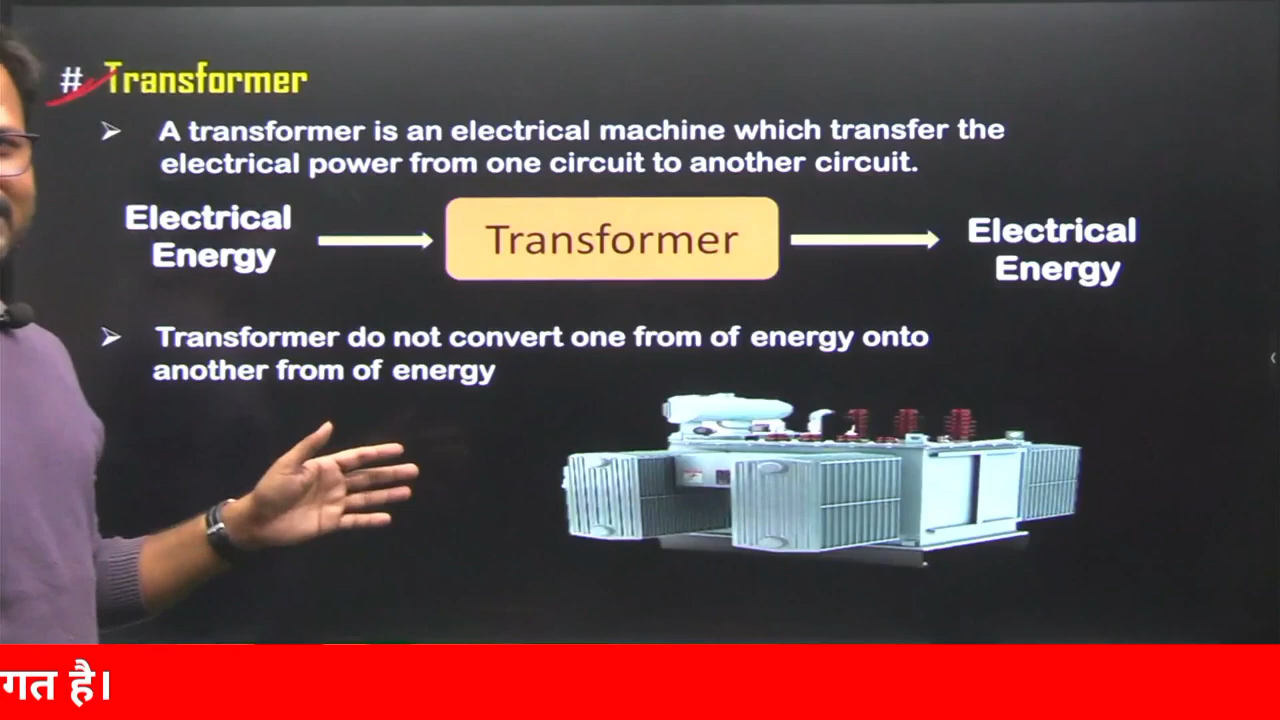 # Transformer
➢ A transformer is an electrical machine which transfer the
electrical power from one circuit to another circuit.
Electrical
Energy
Transformer
Electrical
Energy
➢ Transformer do not convert one from of energy onto
another from of energy
गत है।